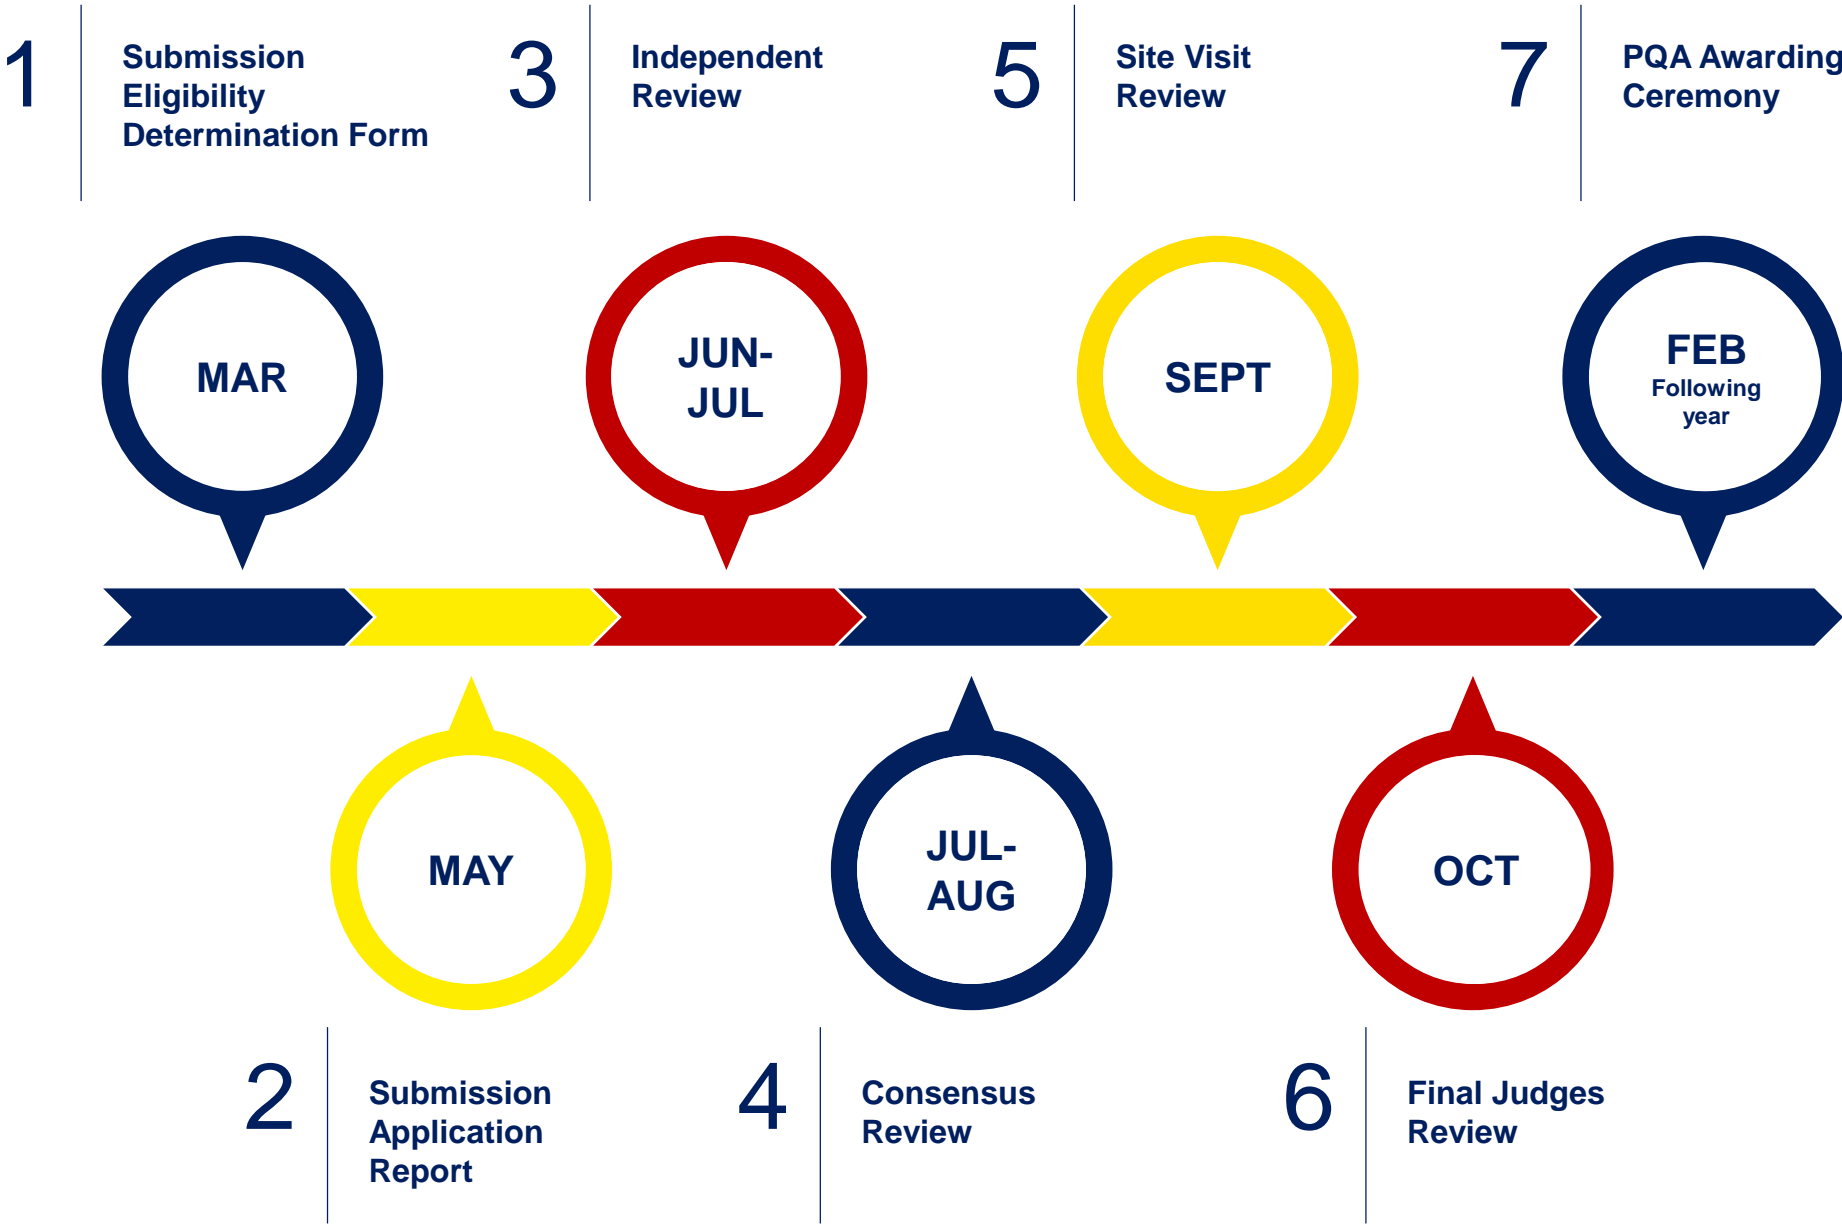 1
Submission
Eligibility
Determination Form
3
Independent
Review
5
Site Visit
Review
7
PQA Awarding
Ceremony
MAR
JUN-
JUL
SEPT
FEB
Following
year
MAY
JUL-
AUG
OCT
2
Submission
Application
Report
4
Consensus
Review
6
Final Judges
Review